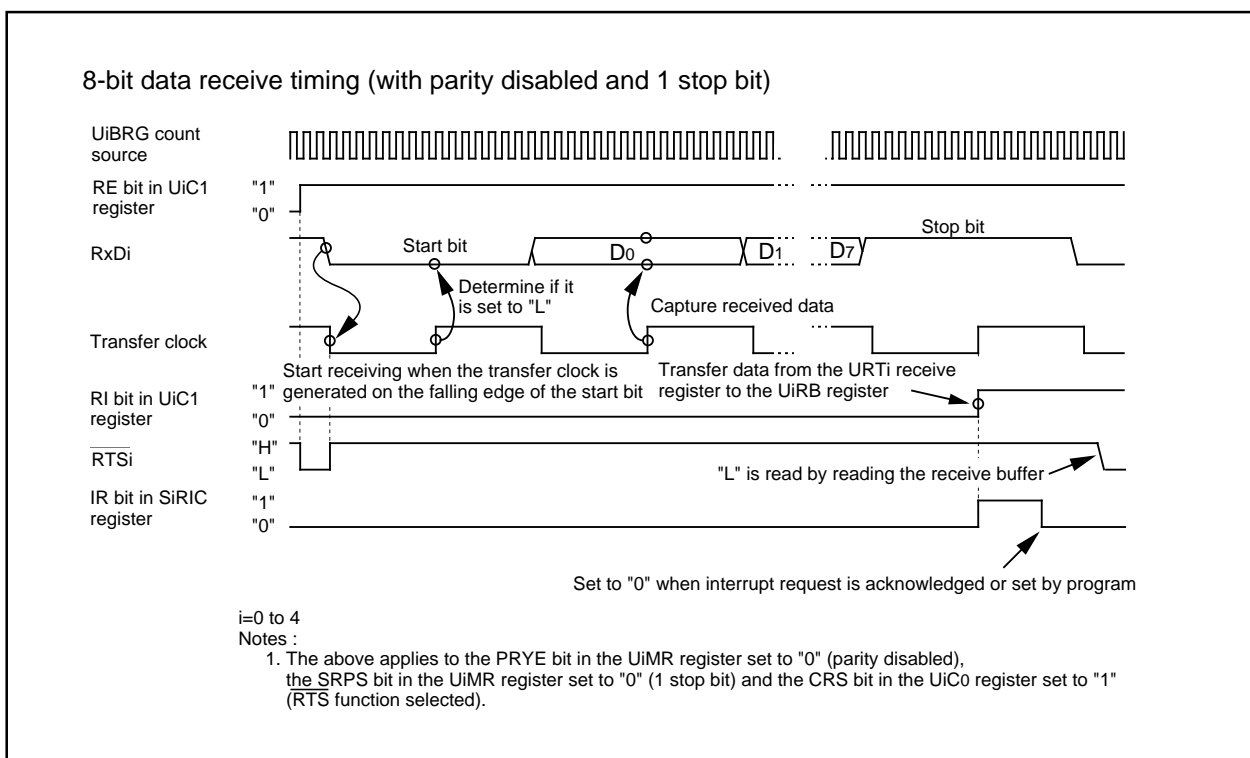 8-bit data receive timing (with parity disabled and 1 stop bit)
UiBRG count
source
RE bit in UiC1
register
"1"
"0"
RxDi
Start bit
D0
D1
D7
Stop bit
Determine if it
is set to "L"
Capture received data
Transfer clock
Start receiving when the transfer clock is
generated on the falling edge of the start bit
Transfer data from the URTi receive
register to the UiRB register
RI bit in UiC1
register
"1"
"0"
RTSi
"H"
"L"
"L" is read by reading the receive buffer
IR bit in SiRIC
register
"1"
"0"
Set to "0" when interrupt request is acknowledged or set by program
i=0 to 4
Notes :
1. The above applies to the PRYE bit in the UiMR register set to "0" (parity disabled),
the SRPS bit in the UiMR register set to "0" (1 stop bit) and the CRS bit in the UiC0 register set to "1"
(RTS function selected).